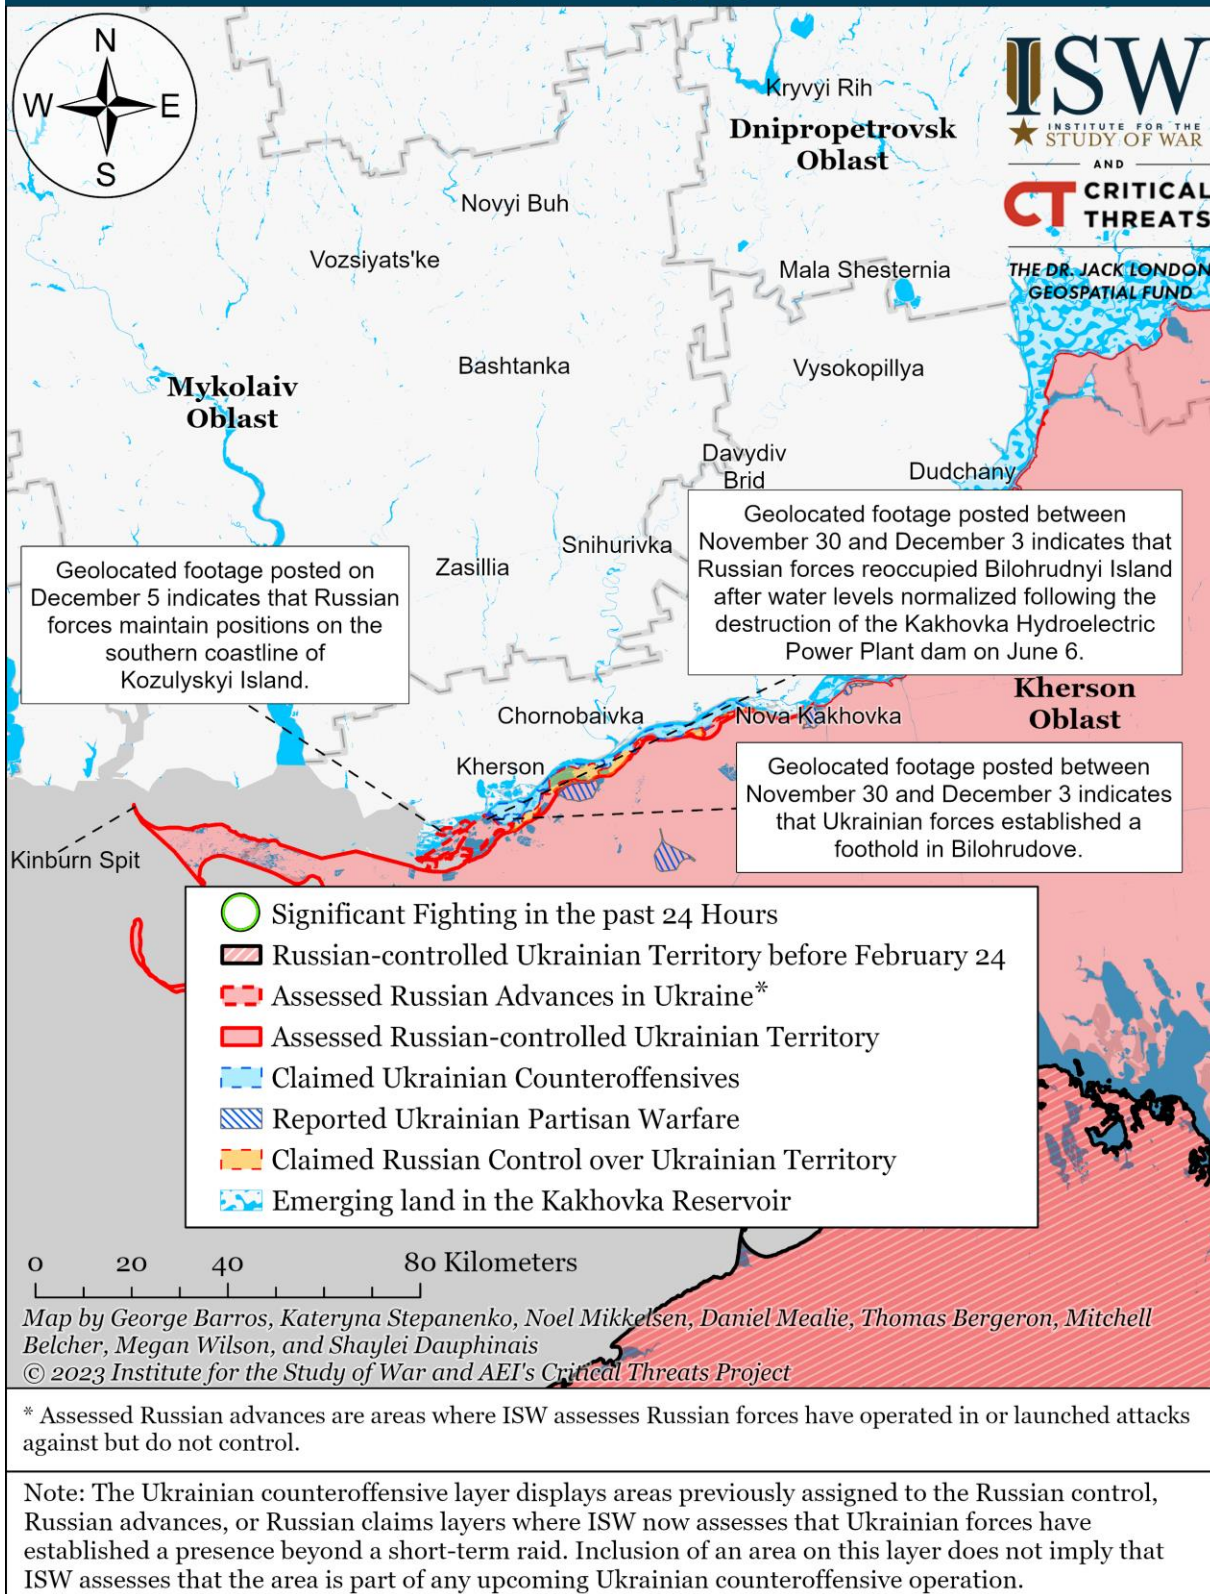 N
W
E
S
ISW
INSTITUTE FOR THE
STUDY OF WAR
AND
CT CRITICAL
THREATS
THE DR. JACK LONDON
GEOSPATIAL FUND
Kryvyi Rih
Dnipropetrovsk
Oblast
Novyi Buh
Vozsiyats'ke
Mala Shesternia
Bashtanka
Vysokopillya
Mykolaiv
Oblast
Davydiv
Brid
Dudchany
Snihurivka
Zasillia
Geolocated footage posted between
November 30 and December 3 indicates that
Russian forces reoccupied Bilohrudnyi Island
after water levels normalized following the
destruction of the Kakhovka Hydroelectric
Power Plant dam on June 6.
Geolocated footage posted on
December 5 indicates that Russian
forces maintain positions on the
southern coastline of
Kozulyskyi Island.
Kherson
Oblast
Chornobaivka
Nova Kakhovka
Kherson
Geolocated footage posted between
November 30 and December 3 indicates
that Ukrainian forces established a
foothold in Bilohrudove.
Kinburn Spit
Significant Fighting in the past 24 Hours
Russian-controlled Ukrainian Territory before February 24
Assessed Russian Advances in Ukraine*
Assessed Russian-controlled Ukrainian Territory
Claimed Ukrainian Counteroffensives
Reported Ukrainian Partisan Warfare
Claimed Russian Control over Ukrainian Territory
Emerging land in the Kakhovka Reservoir
0 20 40 80 Kilometers
Map by George Barros, Kateryna Stepanenko, Noel Mikkelsen, Daniel Mealie, Thomas Bergeron, Mitchell
Belcher, Megan Wilson, and Shaylei Dauphinais
© 2023 Institute for the Study of War and AEI's Critical Threats Project
* Assessed Russian advances are areas where ISW assesses Russian forces have operated in or launched attacks
against but do not control.
Note: The Ukrainian counteroffensive layer displays areas previously assigned to the Russian control,
Russian advances, or Russian claims layers where ISW now assesses that Ukrainian forces have
established a presence beyond a short-term raid. Inclusion of an area on this layer does not imply that
ISW assesses that the area is part of any upcoming Ukrainian counteroffensive operation.